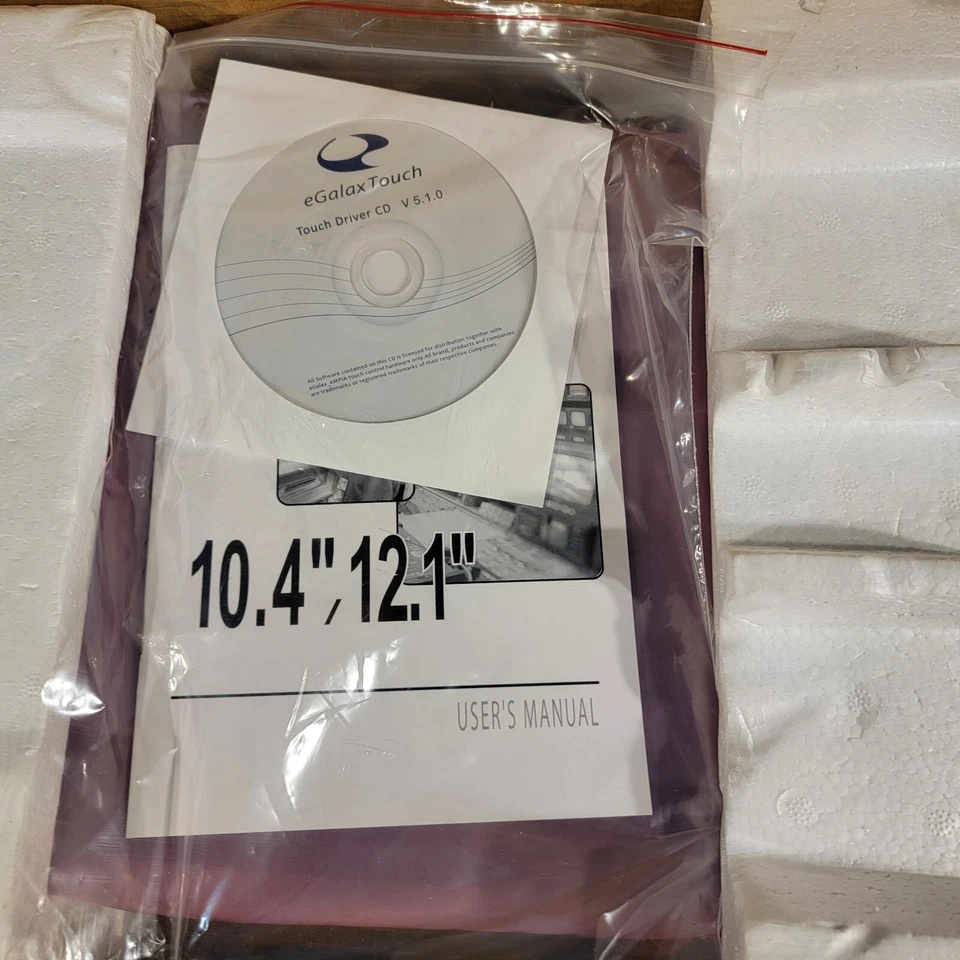 eGalaxTouch
Touch Driver CD V 5.1.0
All Software contained on this CD is licensed for distribution together with
eGalax_eMPIA touch control hardware only.All brand, products and companies
are trademarks or registered trademarks of their respective companies.
10.4", 12.1"
USER'S MANUAL